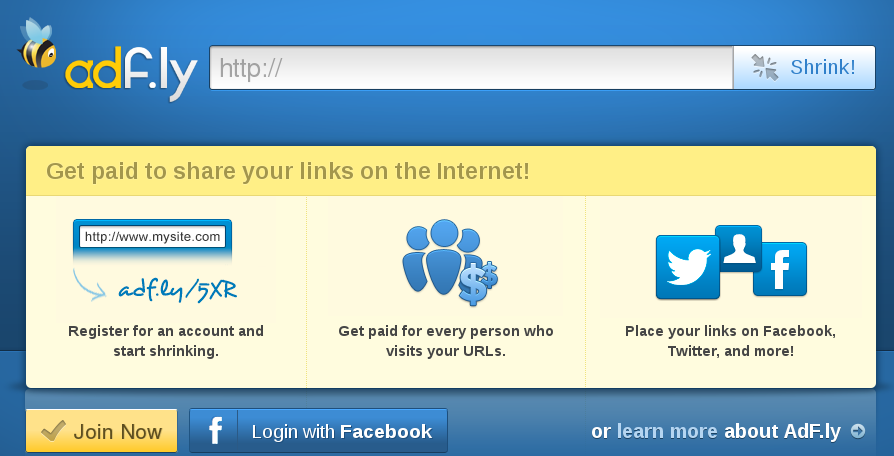 adf.ly
http://
Shrink!
Get paid to share your links on the Internet!
http://www.mysite.com
adf.ly/5XR
Register for an account and
start shrinking.
Get paid for every person who
visits your URLs.
Place your links on Facebook,
Twitter, and more!
Join Now
Login with Facebook
or learn more about AdF.ly